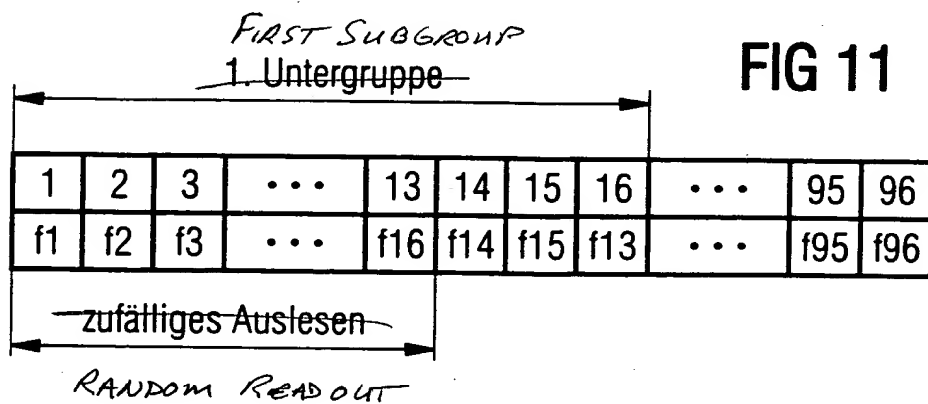 FIRST SUBGROUP
1. Untergruppe
FIG 11
1 2 3 • • • 13 14 15 16 • • • 95 96
f1 f2 f3 • • • f16 f14 f15 f13 • • • f95 f96
zufälliges Auslesen
RANDOM READOUT